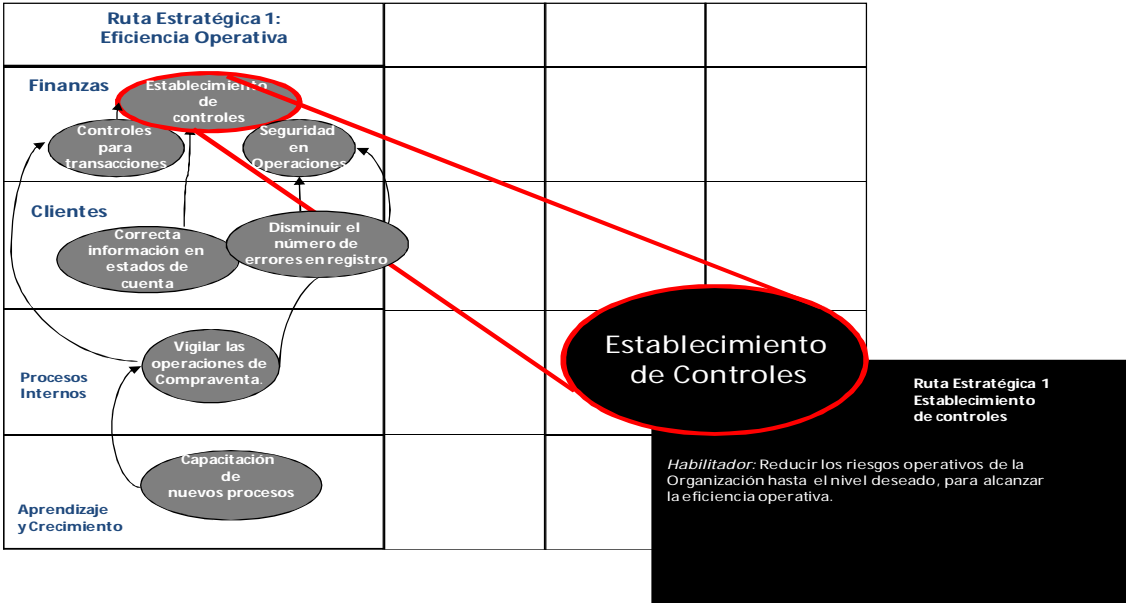 Ruta Estratégica 1:
Eficiencia Operativa
Finanzas
Establecimiento
de
controles
Controles
para
transacciones
Seguridad
en
Operaciones
Clientes
Correcta
información en
estados de
cuenta
Disminuir el
número de
errores en registro
Procesos
Internos
Vigilar las
operaciones de
Compraventa.
Aprendizaje
y Crecimiento
Capacitación
de
nuevos procesos
Establecimiento
de Controles
Ruta Estratégica 1
Establecimiento
de controles
Habilitador: Reducir los riesgos operativos de la
Organización hasta el nivel deseado, para alcanzar
la eficiencia operativa.